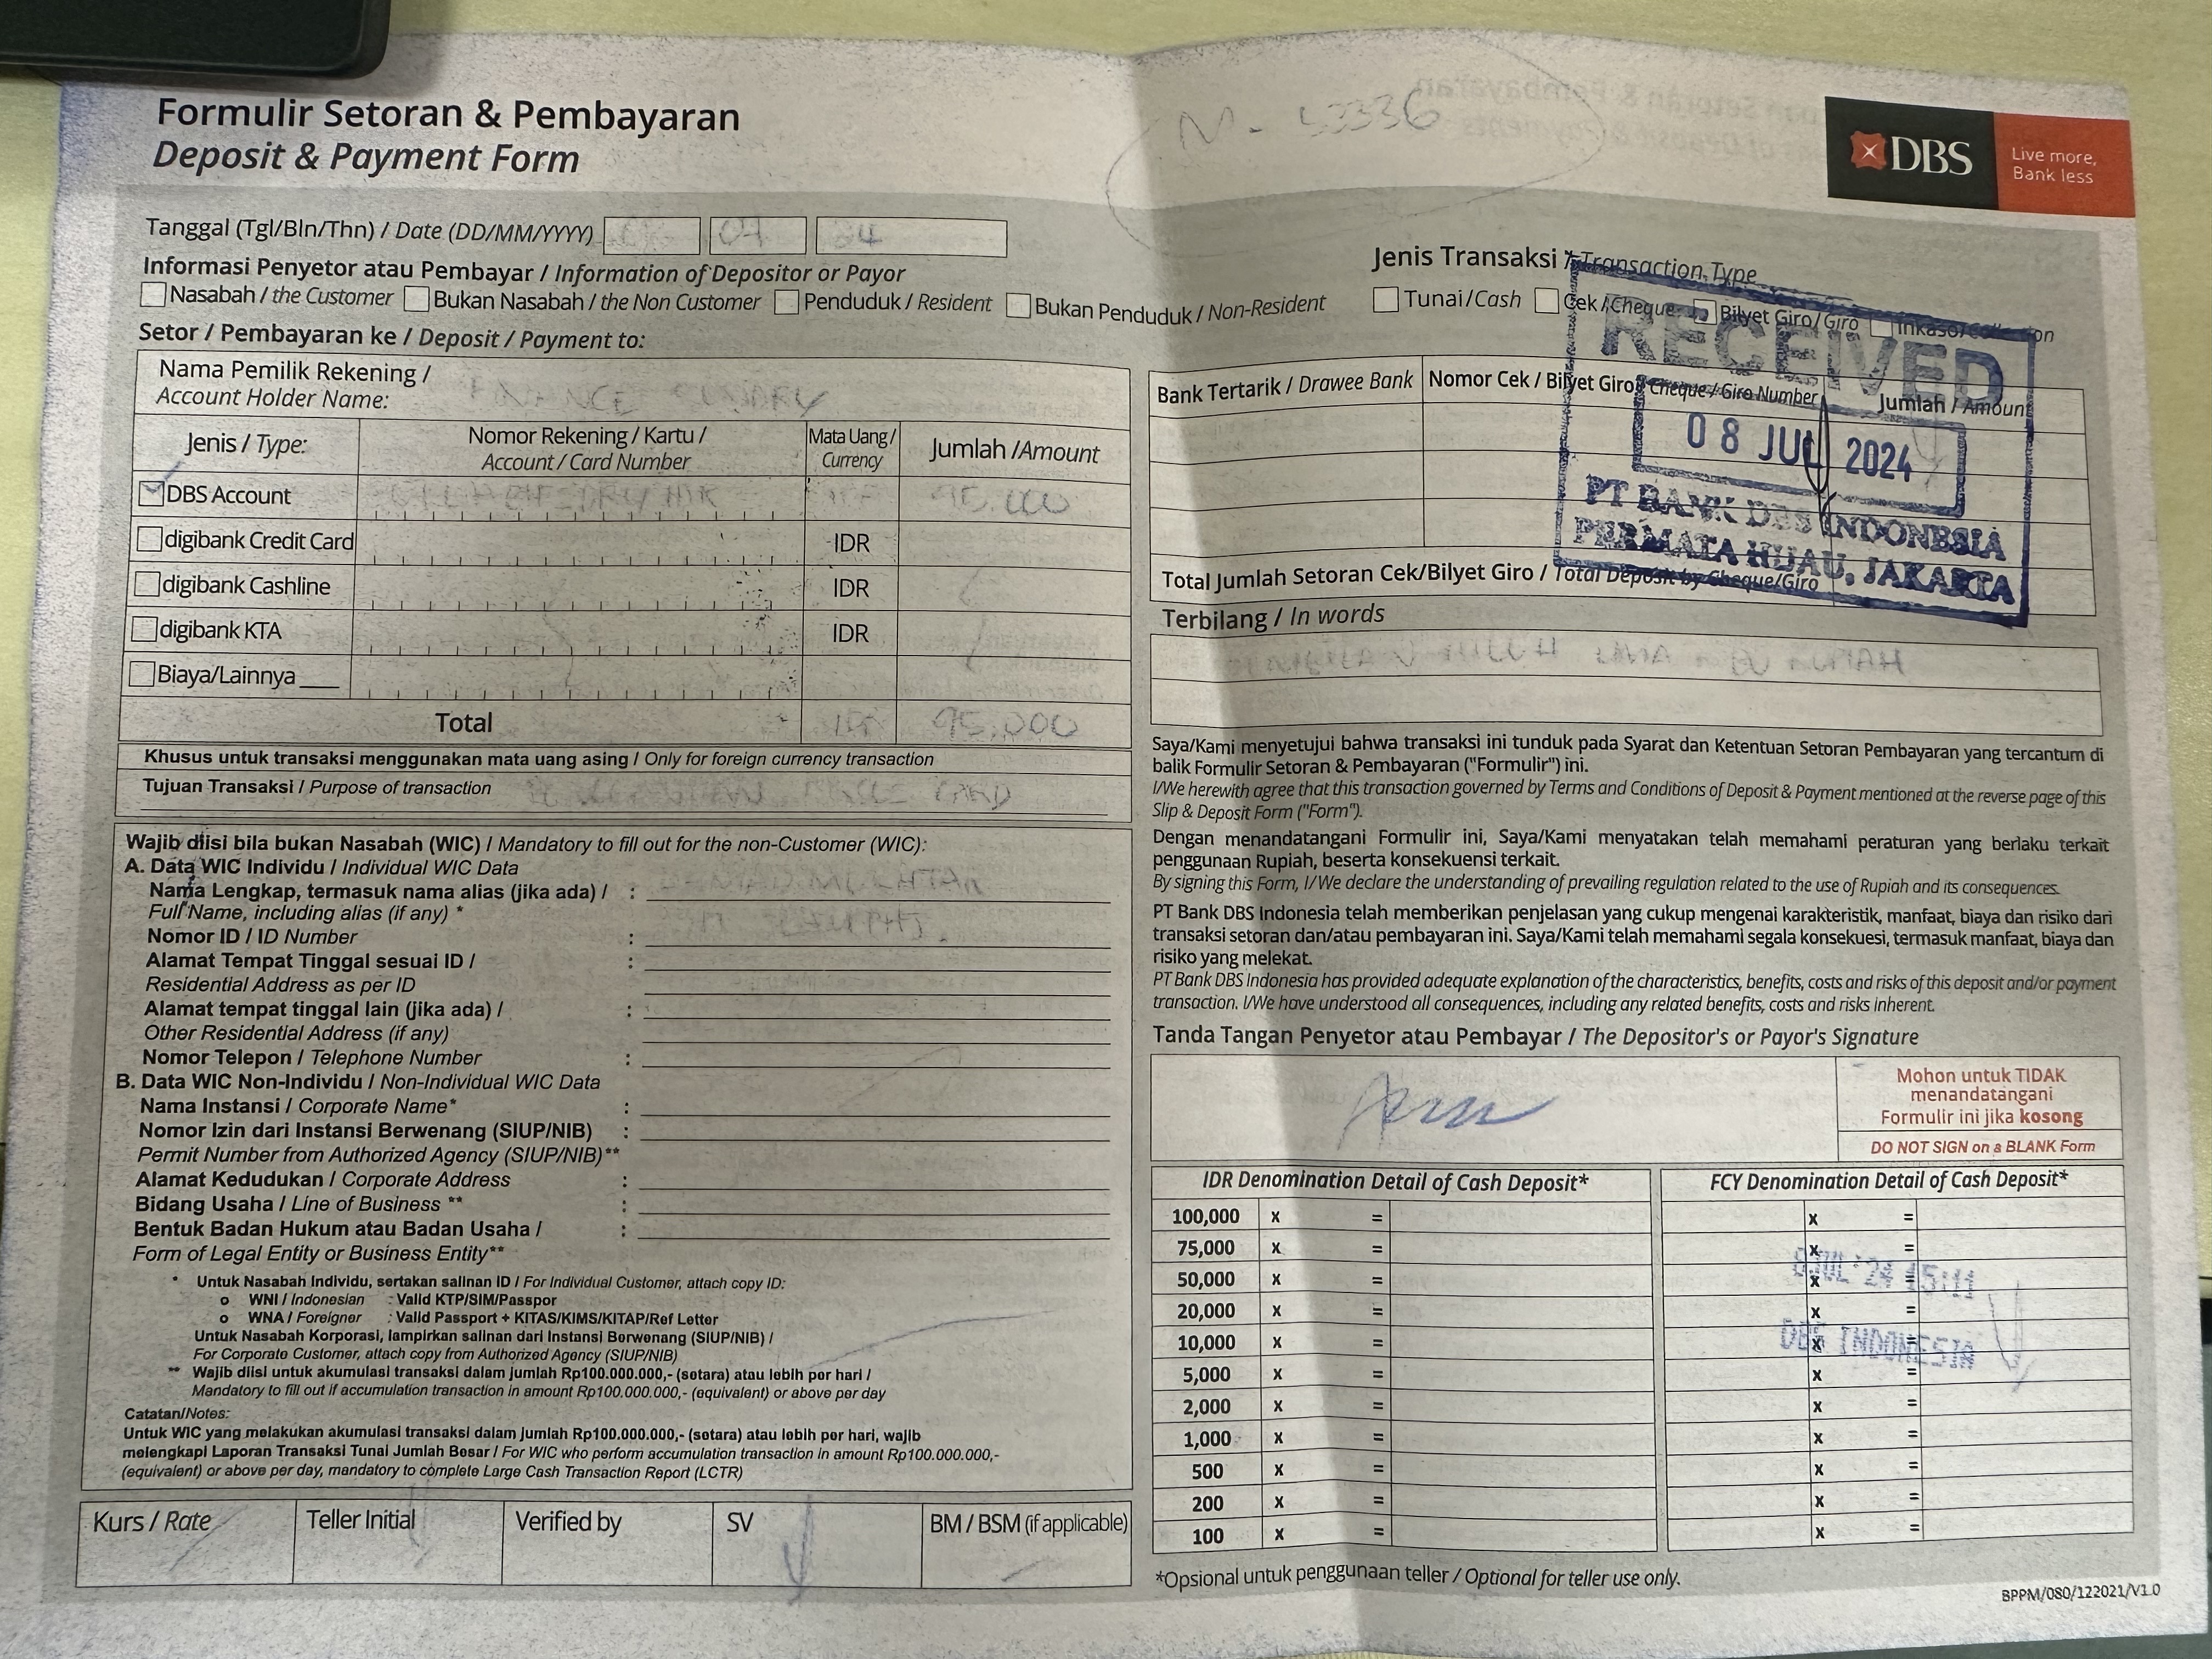 Formulir Setoran & Pembayaran
Deposit & Payment Form
DBS
Live more,
Bank less
Tanggal (Tgl/Bln/Thn) / Date (DD/MM/YYYY)
Informasi Penyetor atau Pembayar / Information of Depositor or Payor
Nasabah / the Customer Bukan Nasabah / the Non Customer Penduduk / Resident Bukan Penduduk / Non-Resident
Jenis Transaksi / Transaction Type
Tunai / Cash Cek / Cheque Bilyet Giro / Giro
Setor / Pembayaran ke / Deposit / Payment to:
Nama Pemilik Rekening /
Account Holder Name:
Jenis / Type:
Nomor Rekening / Kartu /
Account / Card Number
Mata Uang /
Currency
Jumlah /Amount
DBS Account
digibank Credit Card IDR
digibank Cashline IDR
digibank KTA IDR
Biaya/Lainnya
Total 95,000
Khusus untuk transaksi menggunakan mata uang asing / Only for foreign currency transaction
Tujuan Transaksi / Purpose of transaction
Wajib diisi bila bukan Nasabah (WIC) / Mandatory to fill out for the non-Customer (WIC):
A. Data WIC Individu / Individual WIC Data
Nama Lengkap, termasuk nama alias (jika ada) / :
Full Name, including alias (if any) *
Nomor ID / ID Number :
Alamat Tempat Tinggal sesuai ID / :
Residential Address as per ID
Alamat tempat tinggal lain (jika ada) / :
Other Residential Address (if any)
Nomor Telepon / Telephone Number :
B. Data WIC Non-Individu / Non-Individual WIC Data
Nama Instansi / Corporate Name* :
Nomor Izin dari Instansi Berwenang (SIUP/NIB) :
Permit Number from Authorized Agency (SIUP/NIB)**
Alamat Kedudukan / Corporate Address :
Bidang Usaha / Line of Business ** :
Bentuk Badan Hukum atau Badan Usaha / :
Form of Legal Entity or Business Entity**
* Untuk Nasabah Individu, sertakan salinan ID / For Individual Customer, attach copy ID:
o WNI / Indonesian : Valid KTP/SIM/Passpor
o WNA / Foreigner : Valid Passport + KITAS/KIMS/KITAP/Ref Letter
Untuk Nasabah Korporasi, lampirkan salinan dari Instansi Berwenang (SIUP/NIB) /
For Corporate Customer, attach copy from Authorized Agency (SIUP/NIB)
** Wajib diisi untuk akumulasi transaksi dalam jumlah Rp100.000.000,- (setara) atau lebih per hari /
Mandatory to fill out if accumulation transaction in amount Rp100.000.000,- (equivalent) or above per day
Catatan/Notes:
Untuk WIC yang melakukan akumulasi transaksi dalam jumlah Rp100.000.000,- (setara) atau lebih per hari, wajib
melengkapi Laporan Transaksi Tunai Jumlah Besar / For WIC who perform accumulation transaction in amount Rp100.000.000,-
(equivalent) or above per day, mandatory to complete Large Cash Transaction Report (LCTR)
Kurs / Rate Teller Initial Verified by SV BM / BSM (if applicable)
Bank Tertarik / Drawee Bank
Nomor Cek / Bilyet Giro / Cheque / Giro Number
Jumlah / Amount
RECEIVED
08 JUL 2024
PT BANK DBS INDONESIA
PERMATA HIJAU, JAKARTA
Total Jumlah Setoran Cek/Bilyet Giro / Total Deposit by Cheque/Giro
Terbilang / In words
Saya/Kami menyetujui bahwa transaksi ini tunduk pada Syarat dan Ketentuan Setoran Pembayaran yang tercantum di
balik Formulir Setoran & Pembayaran ("Formulir") ini.
I/We herewith agree that this transaction governed by Terms and Conditions of Deposit & Payment mentioned at the reverse page of this
Slip & Deposit Form ("Form").
Dengan menandatangani Formulir ini, Saya/Kami menyatakan telah memahami peraturan yang berlaku terkait
penggunaan Rupiah, beserta konsekuensi terkait.
By signing this Form, I/We declare the understanding of prevailing regulation related to the use of Rupiah and its consequences.
PT Bank DBS Indonesia telah memberikan penjelasan yang cukup mengenai karakteristik, manfaat, biaya dan risiko dari
transaksi setoran dan/atau pembayaran ini. Saya/Kami telah memahami segala konsekuesi, termasuk manfaat, biaya dan
risiko yang melekat.
PT Bank DBS Indonesia has provided adequate explanation of the characteristics, benefits, costs and risks of this deposit and/or payment
transaction. I/We have understood all consequences, including any related benefits, costs and risks inherent.
Tanda Tangan Penyetor atau Pembayar / The Depositor's or Payor's Signature
Mohon untuk TIDAK
menandatangani
Formulir ini jika kosong
DO NOT SIGN on a BLANK Form
IDR Denomination Detail of Cash Deposit* FCY Denomination Detail of Cash Deposit*
100,000 x = x =
75,000 x = x =
50,000 x = x =
20,000 x = x =
10,000 x = x =
5,000 x = x =
2,000 x = x =
1,000 x = x =
500 x = x =
200 x = x =
100 x = x =
*Opsional untuk penggunaan teller / Optional for teller use only.
BPPM/080/122021/V1.0